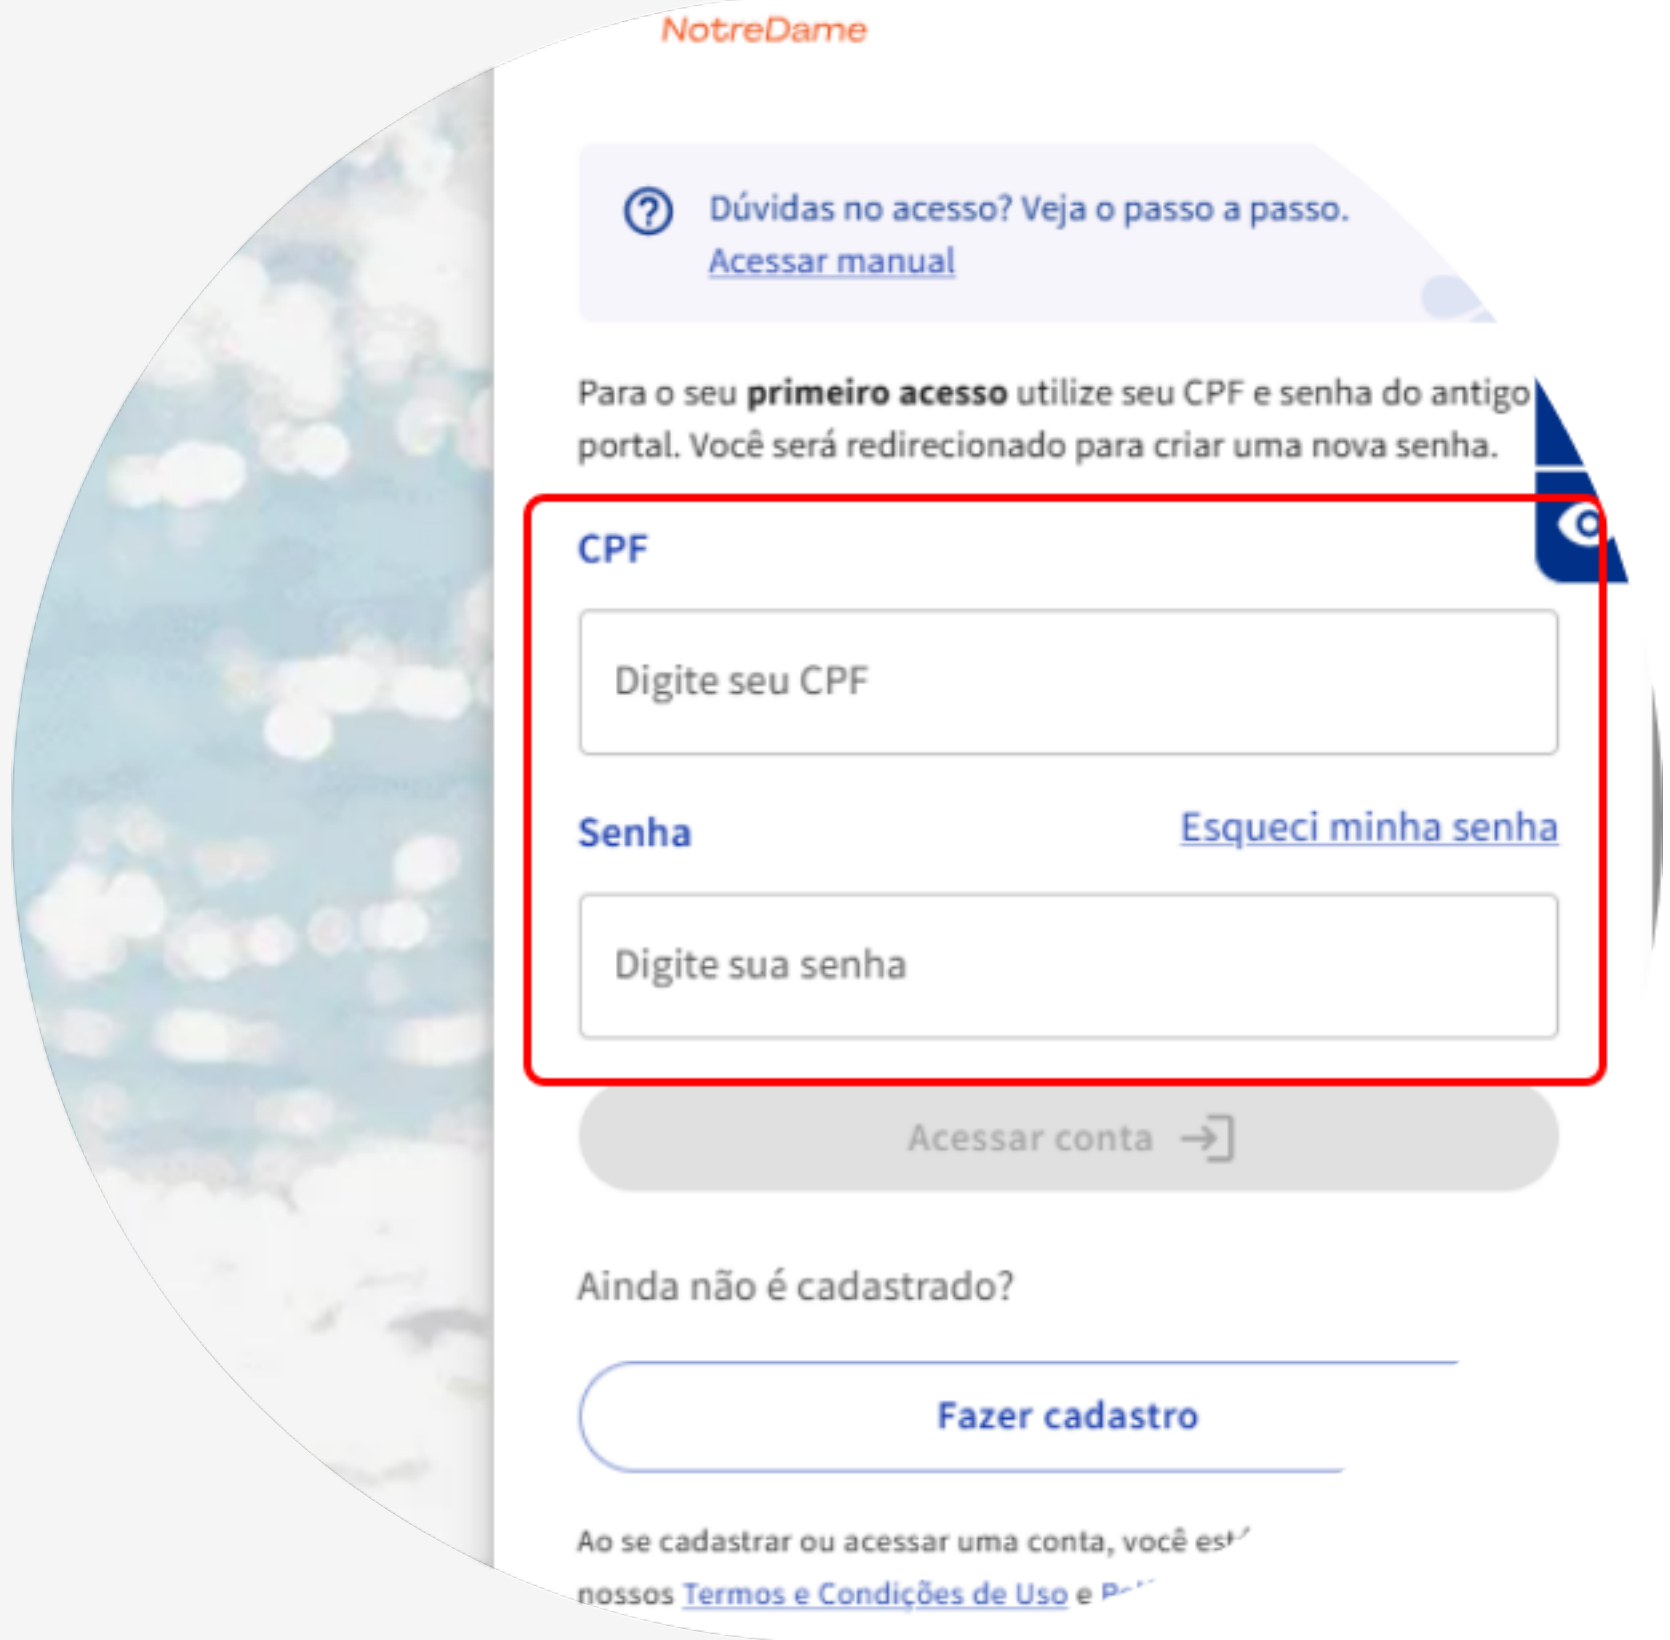 NotreDame
Dúvidas no acesso? Veja o passo a passo.
Acessar manual
Para o seu primeiro acesso utilize seu CPF e senha do antigo
portal. Você será redirecionado para criar uma nova senha.
CPF
Digite seu CPF
Senha Esqueci minha senha
Digite sua senha
Acessar conta
Ainda não é cadastrado?
Fazer cadastro
Ao se cadastrar ou acessar uma conta, você
nossos Termos e Condições de Uso e